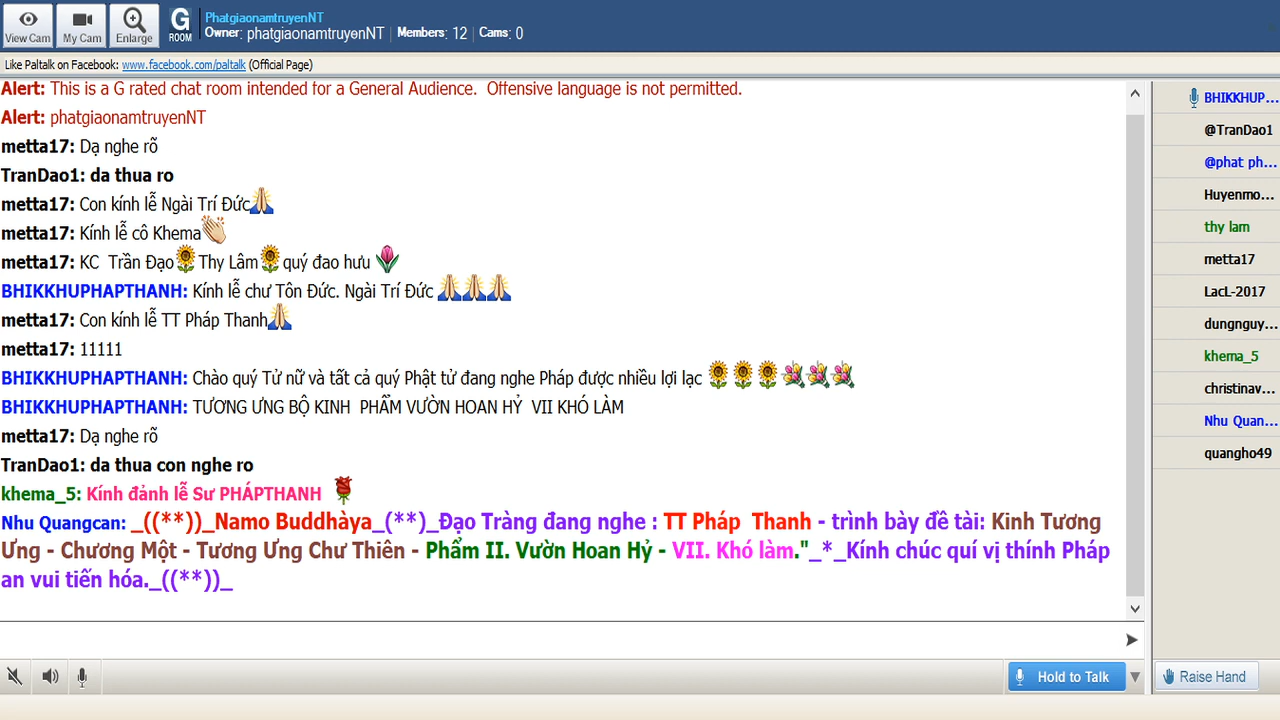 View Cam
My Cam
Enlarge
G
ROOM
PhatgiaonamtruyenNT
Owner: phatgiaonamtruyenNT | Members: 12 | Cams: 0
Like Paltalk on Facebook: www.facebook.com/paltalk (Official Page)
Alert: This is a G rated chat room intended for a General Audience. Offensive language is not permitted.
Alert: phatgiaonamtruyenNT
metta17: Dạ nghe rõ
TranDao1: da thua ro
metta17: Con kính lễ Ngài Trí Đức
metta17: Kính lễ cô Khema
metta17: KC Trần Đạo Thy Lâm quý đao hưu
BHIKKHUPHAPTHANH: Kính lễ chư Tôn Đức. Ngài Trí Đức
metta17: Con kính lễ TT Pháp Thanh
metta17: 11111
BHIKKHUPHAPTHANH: Chào quý Tử nữ và tất cả quý Phật tử đang nghe Pháp được nhiều lợi lạc
BHIKKHUPHAPTHANH: TƯƠNG ƯNG BỘ KINH PHẨM VƯỜN HOAN HỶ VII KHÓ LÀM
metta17: Dạ nghe rõ
TranDao1: da thua con nghe ro
khema_5: Kính đảnh lễ Sư PHÁPTHANH
Nhu Quangcan: _((**))_Namo Buddhàya_(**)_Đạo Tràng đang nghe : TT Pháp Thanh - trình bày đề tài: Kinh Tương
Ưng - Chương Một - Tương Ưng Chư Thiên - Phẩm II. Vườn Hoan Hỷ - VII. Khó làm."_*_Kính chúc quí vị thính Pháp
an vui tiến hóa._((**))_
BHIKKHUP...
@TranDao1
@phat ph...
Huyenmo...
thy lam
metta17
LacL-2017
dungnguy...
khema_5
christinav...
Nhu Quan...
quangho49
Hold to Talk
Raise Hand